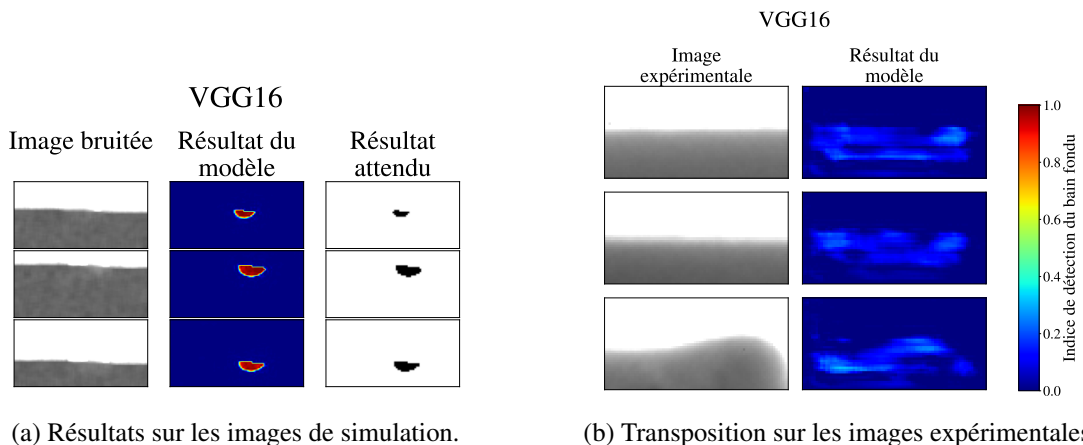 VGG16
Image bruitée
Résultat du
modèle
Résultat
attendu
(a) Résultats sur les images de simulation.
VGG16
Image
expérimentale
Résultat du
modèle
1.0
0.8
0.6
0.4
0.2
0.0
Indice de détection du bain fondu
(b) Transposition sur les images expérimentales